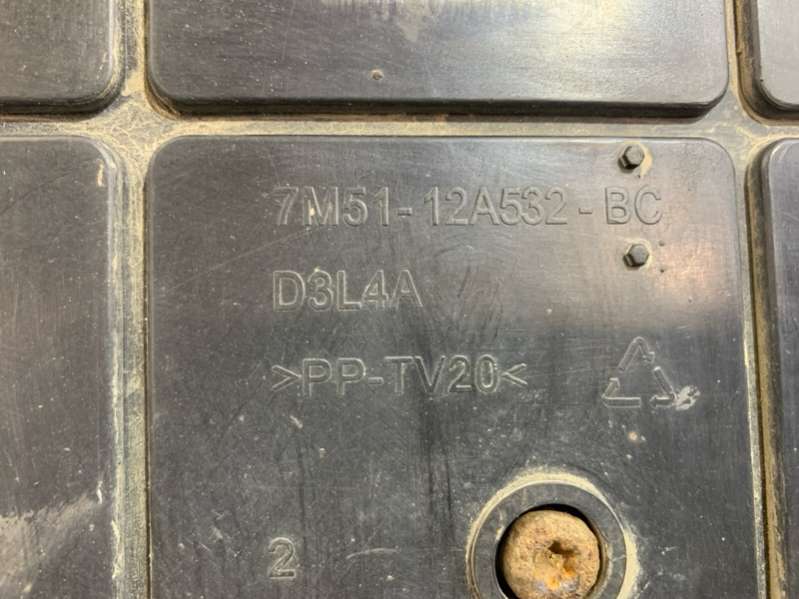 7M51-12A532-BC
D3L4A
>PP-TV20<
2